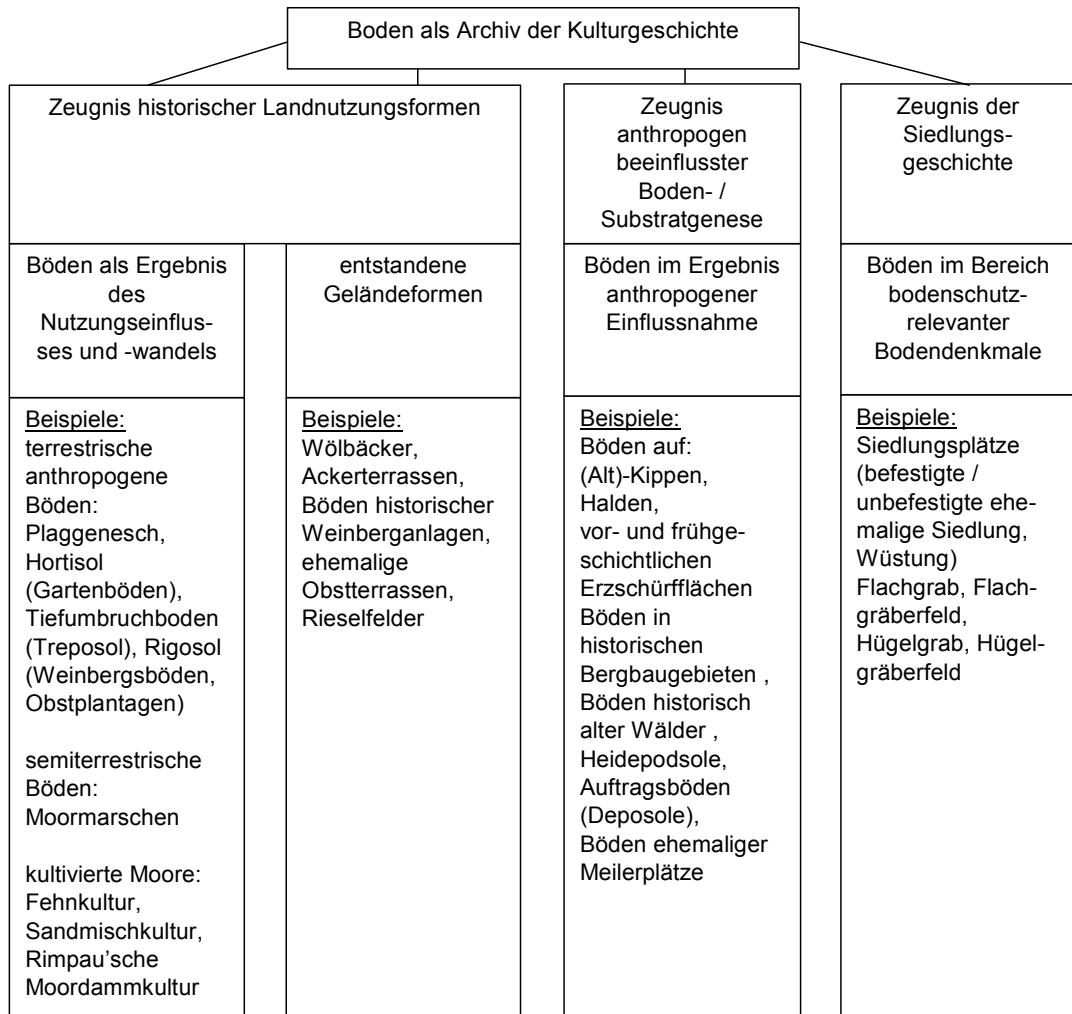 Boden als Archiv der Kulturgeschichte
Zeugnis historischer Landnutzungsformen
Zeugnis
anthropogen
beeinflusster
Boden- /
Substratgenese
Zeugnis der
Siedlungs-
geschichte
Böden als Ergebnis
des
Nutzungseinflus-
ses und -wandels
entstandene
Geländeformen
Böden im Ergebnis
anthropogener
Einflussnahme
Böden im Bereich
bodenschutz-
relevanter
Bodendenkmale
Beispiele:
terrestrische
anthropogene
Böden:
Plaggenesch,
Hortisol
(Gartenböden),
Tiefumbruchboden
(Treposol), Rigosol
(Weinbergsböden,
Obstplantagen)
semiterrestrische
Böden:
Moormarschen
kultivierte Moore:
Fehnkultur,
Sandmischkultur,
Rimpau'sche
Moordammkultur
Beispiele:
Wölbäcker,
Ackerterrassen,
Böden historischer
Weinberganlagen,
ehemalige
Obstterrassen,
Rieselfelder
Beispiele:
Böden auf:
(Alt)-Kippen,
Halden,
vor- und frühge-
schichtlichen
Erzschürfflächen
Böden in
historischen
Bergbaugebieten ,
Böden historisch
alter Wälder ,
Heidepodsole,
Auftragsböden
(Deposole),
Böden ehemaliger
Meilerplätze
Beispiele:
Siedlungsplätze
(befestigte /
unbefestigte ehe-
malige Siedlung,
Wüstung)
Flachgrab, Flach-
gräberfeld,
Hügelgrab, Hügel-
gräberfeld